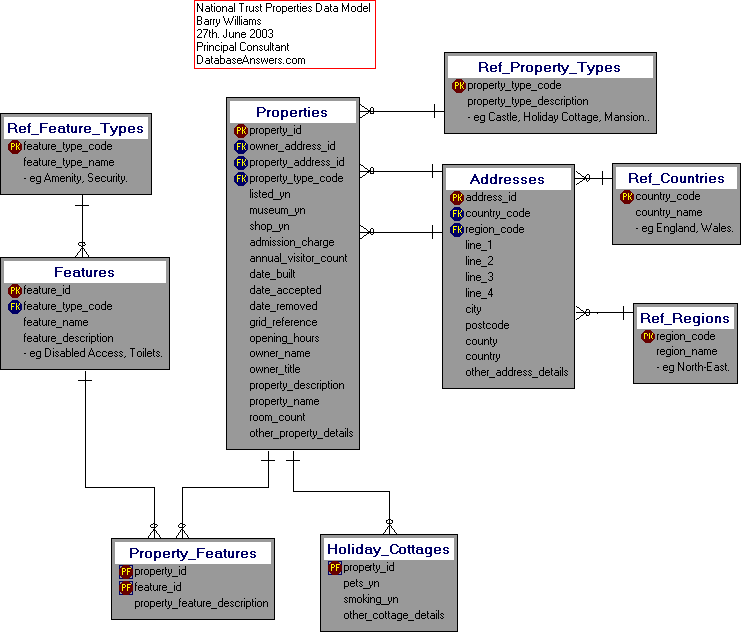 National Trust Properties Data Model
Barry Williams
27th. June 2003
Principal Consultant
DatabaseAnswers.com
Ref_Property_Types
PK property_type_code
property_type_description
- eg Castle, Holiday Cottage, Mansion..
Properties
PK property_id
FK owner_address_id
FK property_address_id
FK property_type_code
listed_yn
museum_yn
shop_yn
admission_charge
annual_visitor_count
date_built
date_accepted
date_removed
grid_reference
opening_hours
owner_name
owner_title
property_description
property_name
room_count
other_property_details
Ref_Feature_Types
PK feature_type_code
feature_type_name
- eg Amenity, Security.
Addresses
PK address_id
FK country_code
FK region_code
line_1
line_2
line_3
line_4
city
postcode
county
country
other_address_details
Ref_Countries
PK country_code
country_name
- eg England, Wales.
Features
PK feature_id
FK feature_type_code
feature_name
feature_description
- eg Disabled Access, Toilets.
Ref_Regions
PK region_code
region_name
- eg North-East.
Property_Features
PF property_id
PF feature_id
property_feature_description
Holiday_Cottages
PF property_id
pets_yn
smoking_yn
other_cottage_details